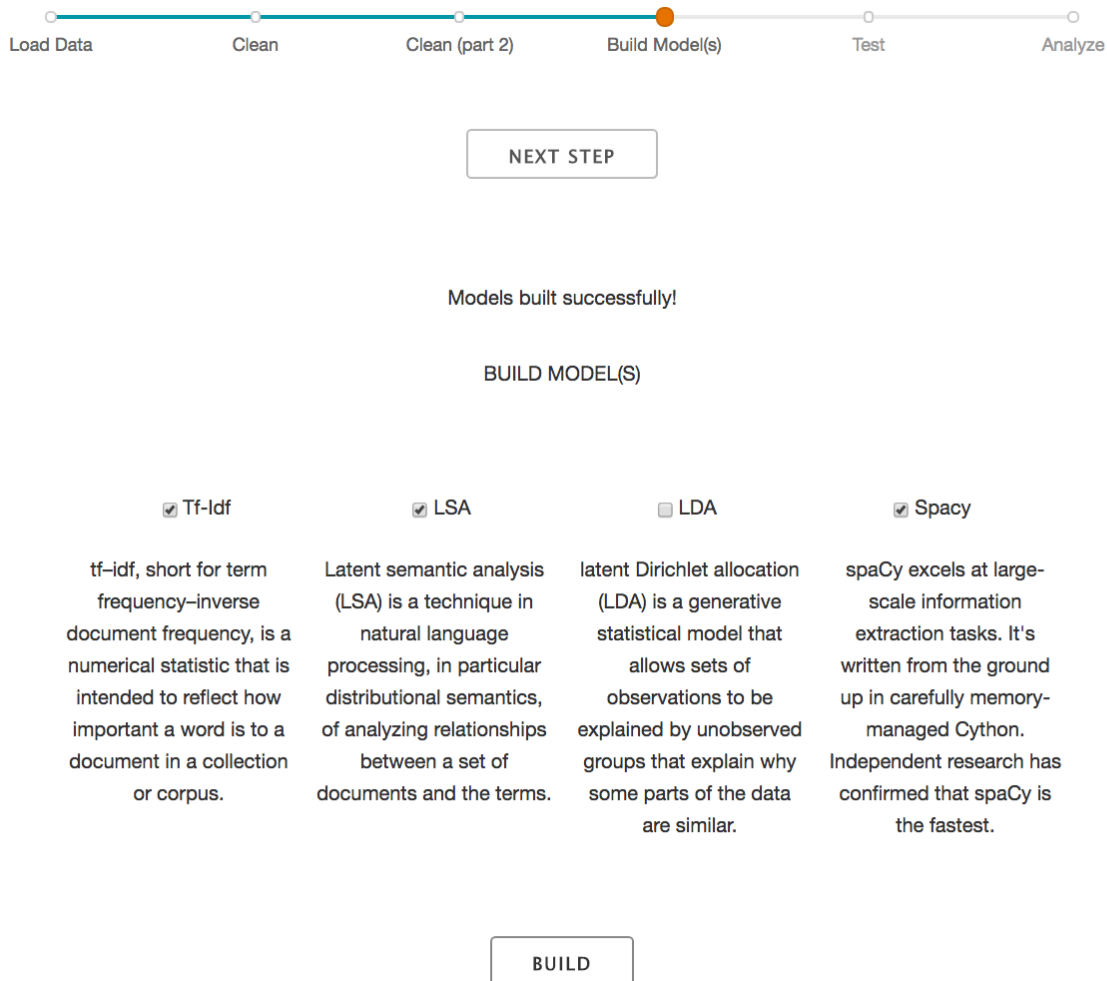 Load Data Clean Clean (part 2) Build Model(s) Test Analyze
NEXT STEP
Models built successfully!
BUILD MODEL(S)
Tf-Idf
tf–idf, short for term
frequency–inverse
document frequency, is a
numerical statistic that is
intended to reflect how
important a word is to a
document in a collection
or corpus.
LSA
Latent semantic analysis
(LSA) is a technique in
natural language
processing, in particular
distributional semantics,
of analyzing relationships
between a set of
documents and the terms.
LDA
latent Dirichlet allocation
(LDA) is a generative
statistical model that
allows sets of
observations to be
explained by unobserved
groups that explain why
some parts of the data
are similar.
Spacy
spaCy excels at large-
scale information
extraction tasks. It's
written from the ground
up in carefully memory-
managed Cython.
Independent research has
confirmed that spaCy is
the fastest.
BUILD